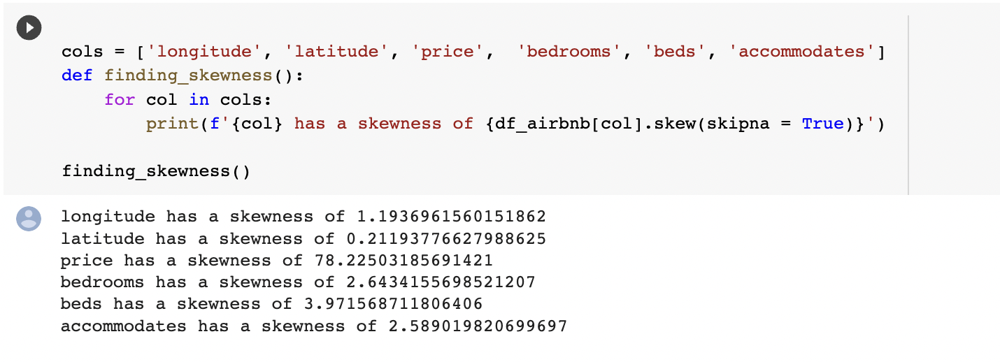 cols = ['longitude', 'latitude', 'price',  'bedrooms', 'beds', 'accommodates']
def finding_skewness():
    for col in cols:
        print(f'{col} has a skewness of {df_airbnb[col].skew(skipna = True)}')
finding_skewness()
longitude has a skewness of 1.1936961560151862
latitude has a skewness of 0.21193776627988625
price has a skewness of 78.22503185691421
bedrooms has a skewness of 2.6434155698521207
beds has a skewness of 3.971568711806406
accommodates has a skewness of 2.589019820699697